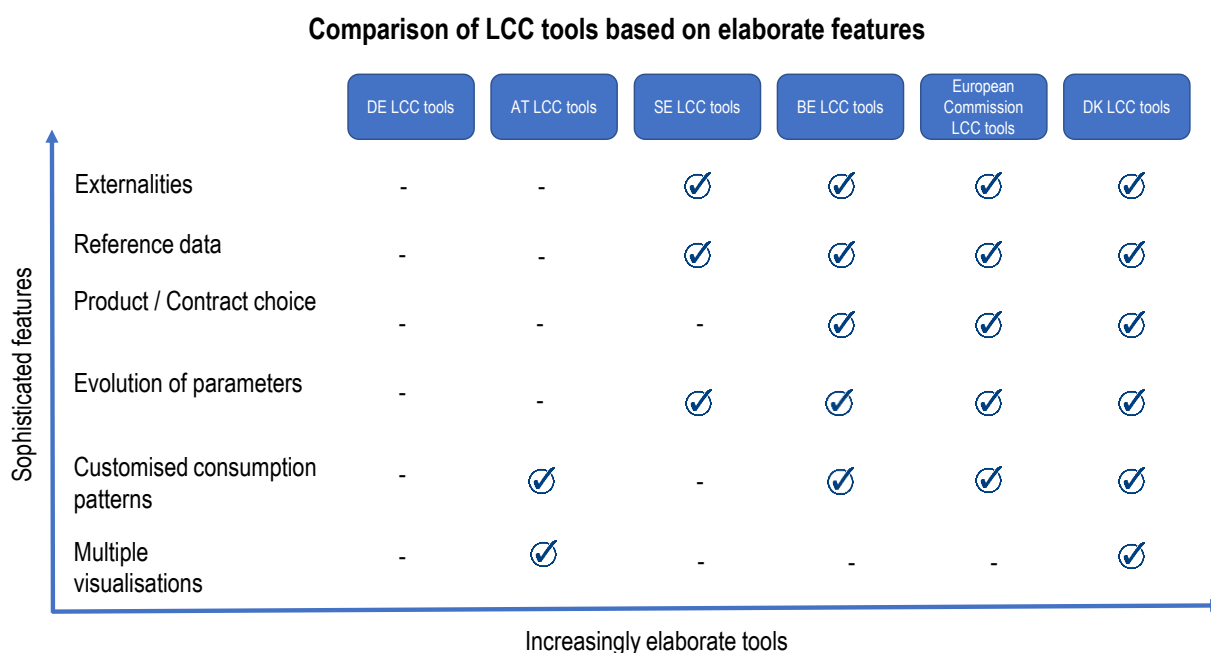 Comparison of LCC tools based on elaborate features
DE LCC tools
AT LCC tools
SE LCC tools
BE LCC tools
European
Commission
LCC tools
DK LCC tools
Sophisticated features
Externalities
- -
Reference data
- -
Product / Contract choice
- - -
Evolution of parameters
- -
Customised consumption
patterns
- -
Multiple
visualisations
- - - -
Increasingly elaborate tools